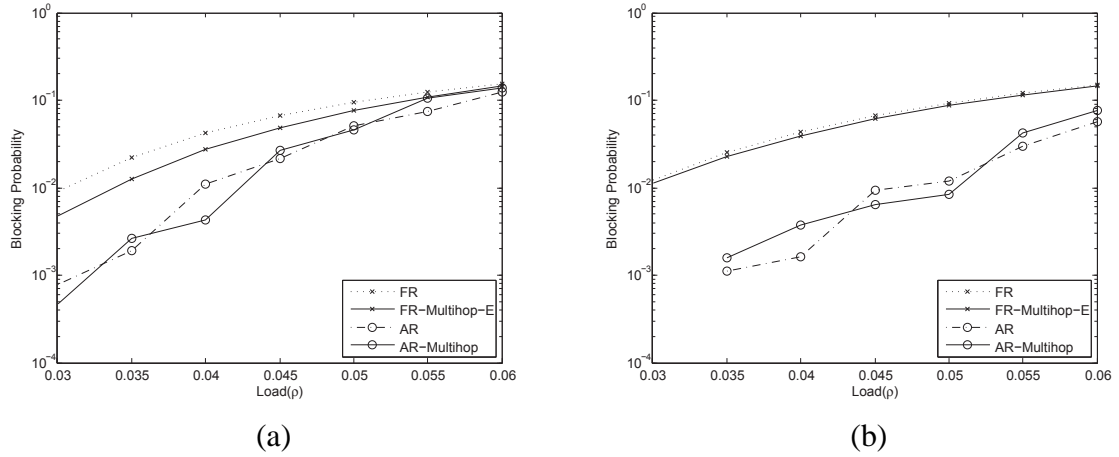 10^0
10^-1
10^-2
10^-3
10^-4
Blocking Probability
0.03 0.035 0.04 0.045 0.05 0.055 0.06
Load(ρ)
FR
FR-Multihop-E
AR
AR-Multihop
(a)
10^0
10^-1
10^-2
10^-3
10^-4
Blocking Probability
0.03 0.035 0.04 0.045 0.05 0.055 0.06
Load(ρ)
FR
FR-Multihop-E
AR
AR-Multihop
(b)